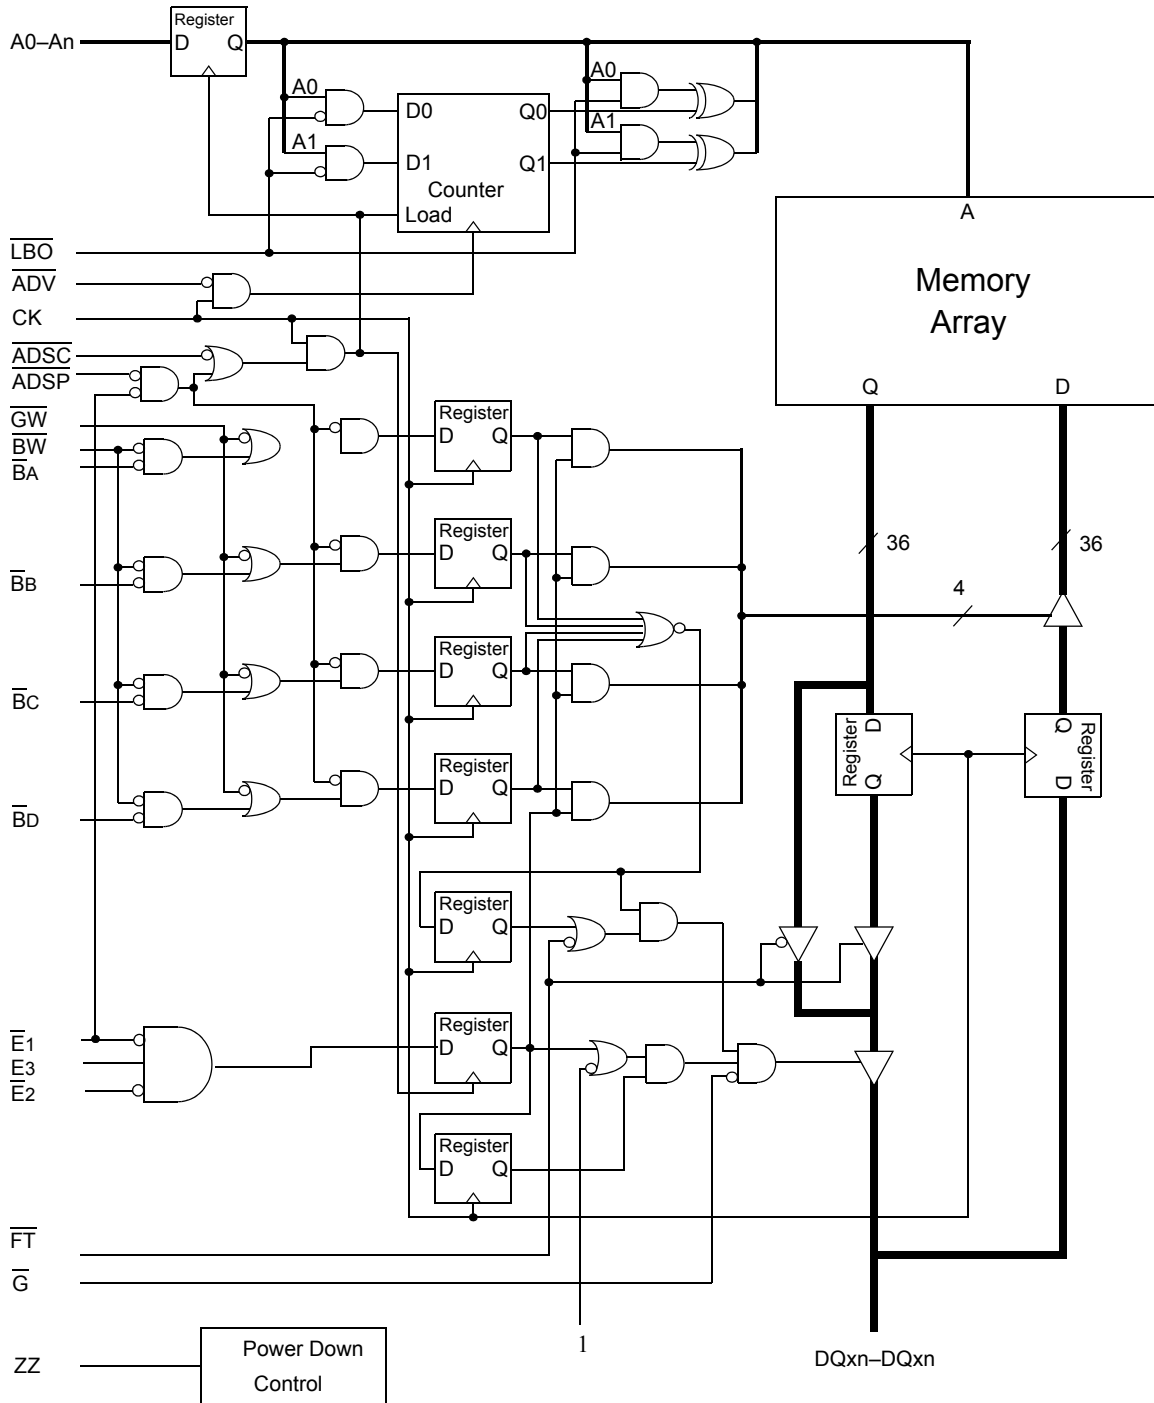 Register
A0–An
D Q
A0
A0
D0 Q0
A1
A1
D1 Q1
Counter
Load
A
LBO
ADV
CK
Memory
Array
ADSC
ADSP
Q D
GW
BW
BA
Register
D Q
Register
D Q
36 36
BB
4
Register
D Q
BC
Register
D
Q
Q
D
Register
Register
D Q
BD
Register
D Q
Register
D Q
E1
E3
E2
Register
D Q
FT
G
1
ZZ
Power Down
Control
DQxn–DQxn